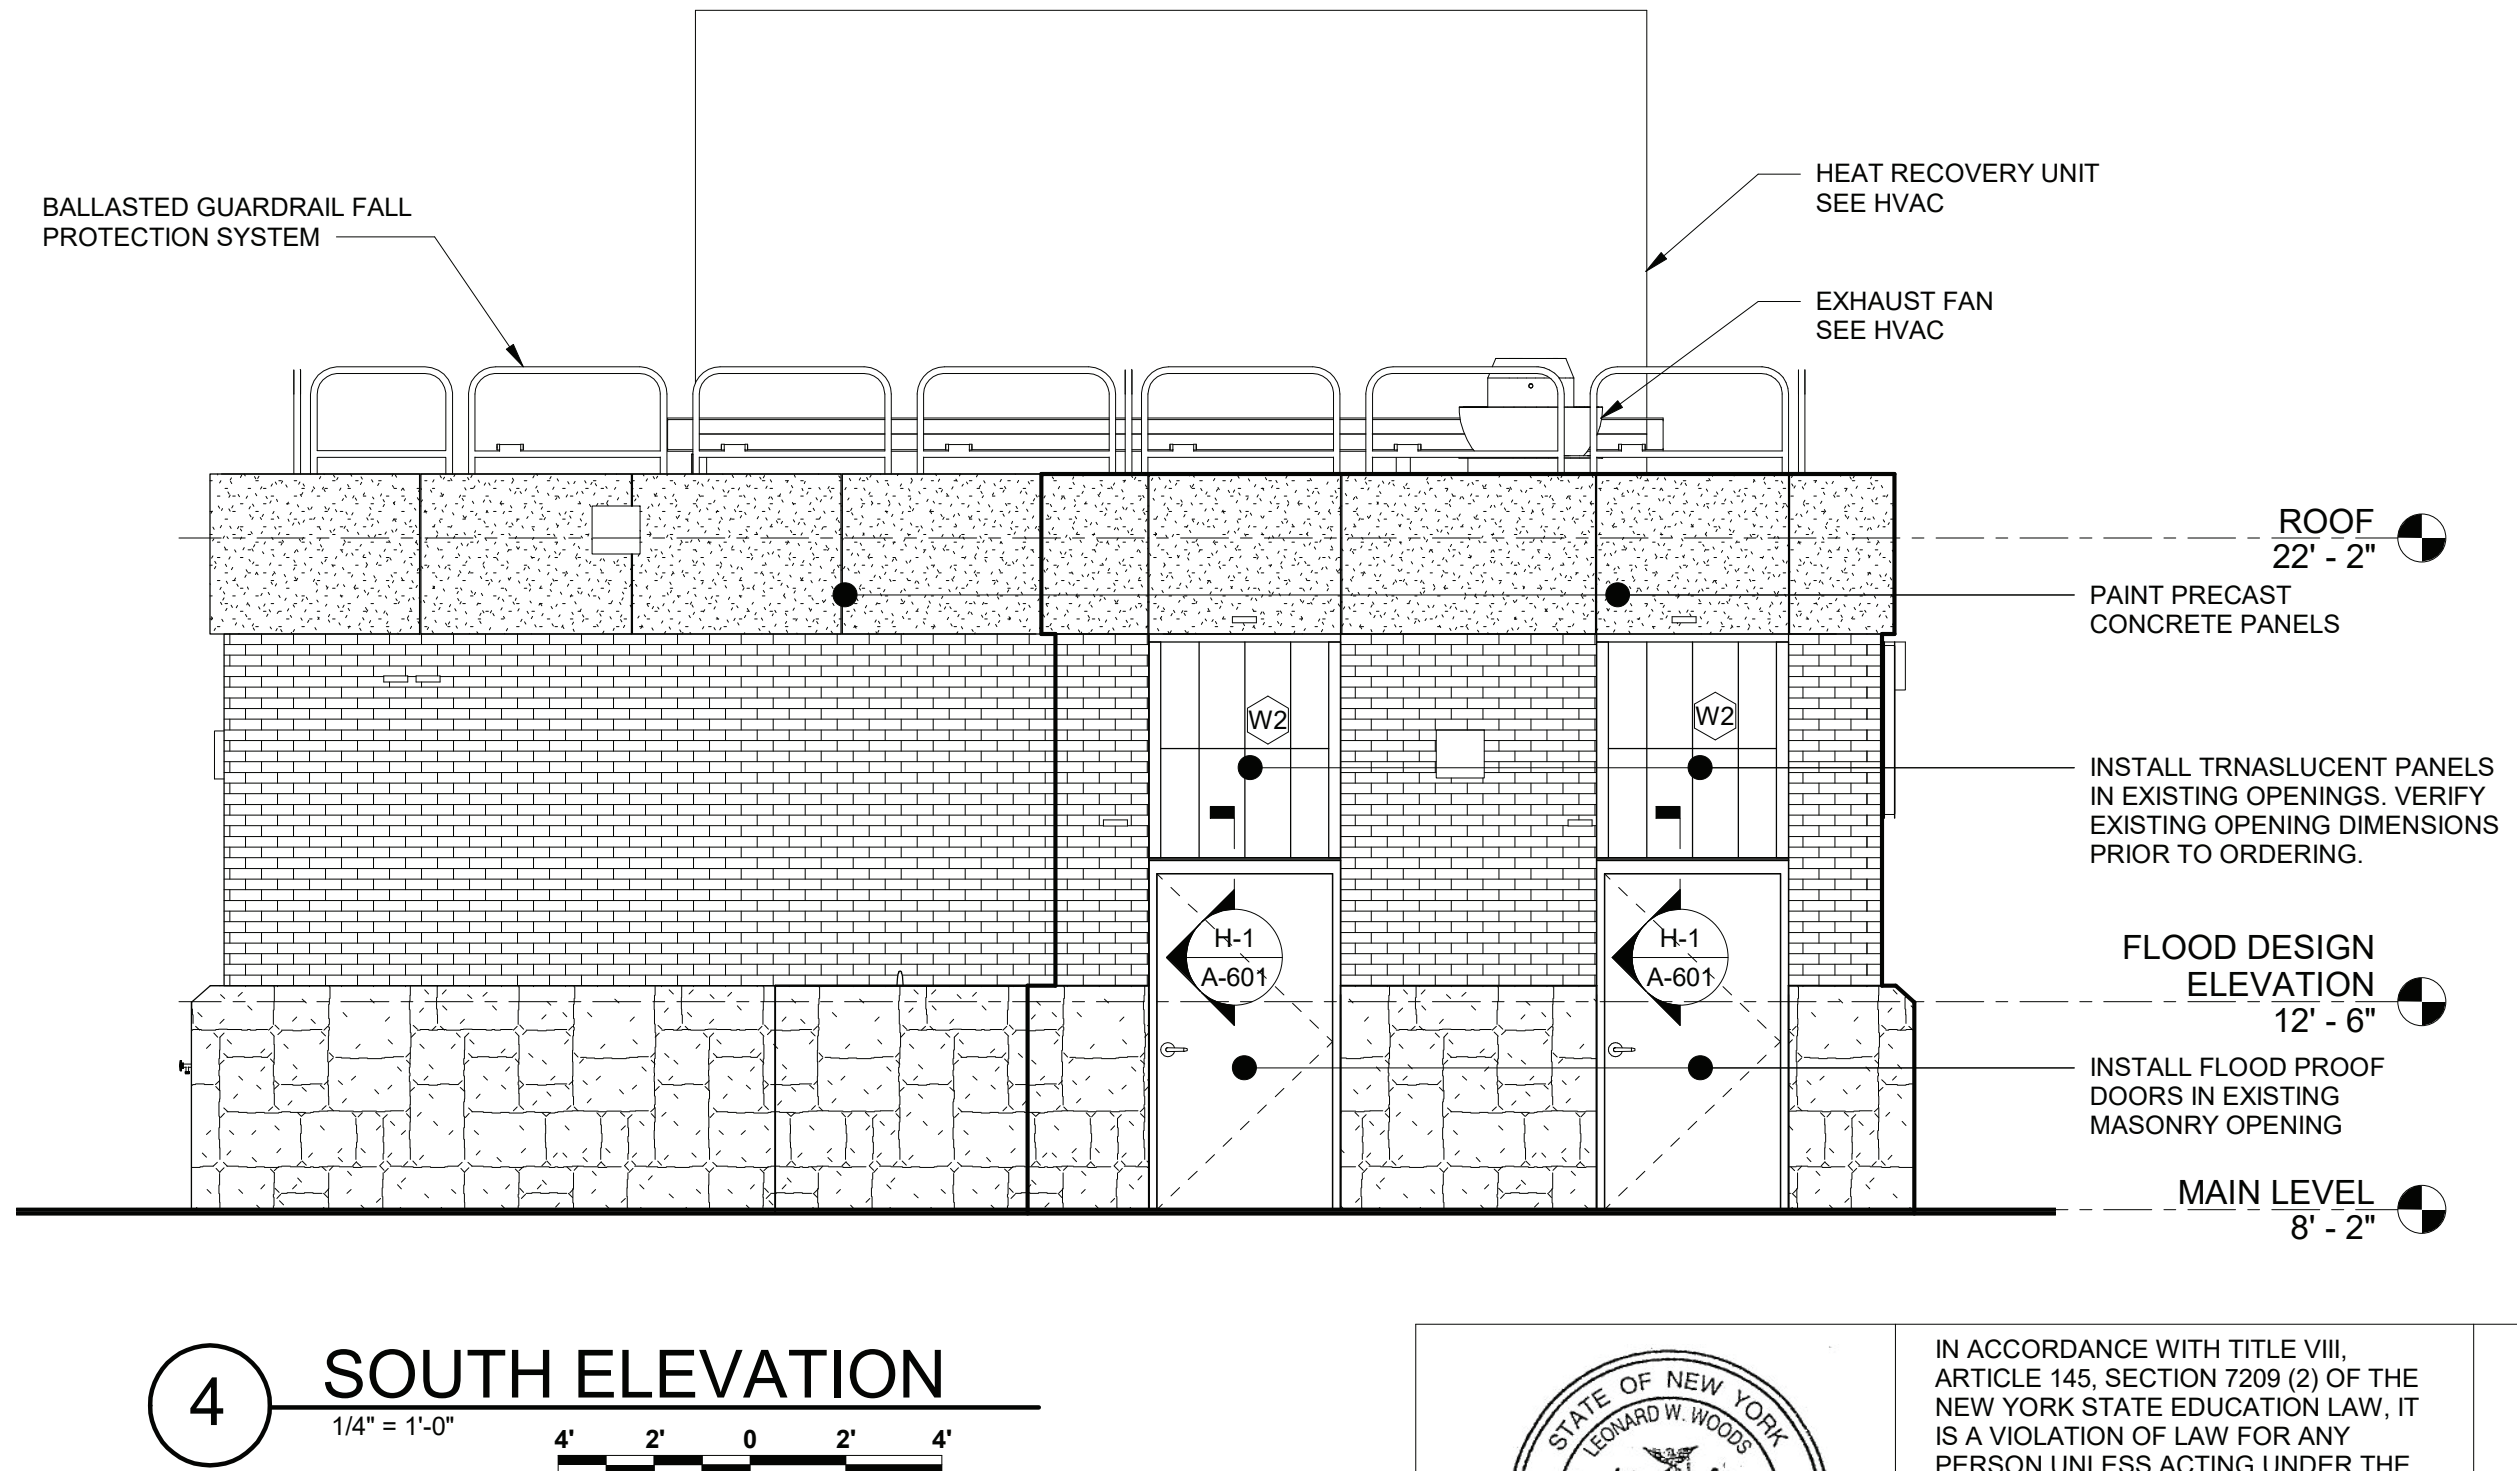 HEAT RECOVERY UNIT
SEE HVAC
BALLASTED GUARDRAIL FALL
PROTECTION SYSTEM
EXHAUST FAN
SEE HVAC
ROOF
22' - 2"
PAINT PRECAST
CONCRETE PANELS
W2
W2
INSTALL TRNASLUCENT PANELS
IN EXISTING OPENINGS. VERIFY
EXISTING OPENING DIMENSIONS
PRIOR TO ORDERING.
H-1
A-601
H-1
A-601
FLOOD DESIGN
ELEVATION
12' - 6"
INSTALL FLOOD PROOF
DOORS IN EXISTING
MASONRY OPENING
MAIN LEVEL
8' - 2"
4
SOUTH ELEVATION
1/4" = 1'-0"
4' 2' 0 2' 4'
STATE OF NEW YORK
LEONARD W. WOODS
IN ACCORDANCE WITH TITLE VIII,
ARTICLE 145, SECTION 7209 (2) OF THE
NEW YORK STATE EDUCATION LAW, IT
IS A VIOLATION OF LAW FOR ANY
PERSON UNLESS ACTING UNDER THE